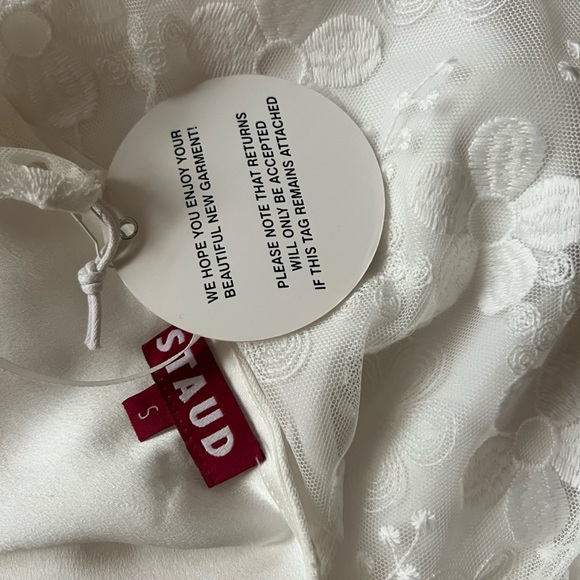 WE HOPE YOU ENJOY YOUR
BEAUTIFUL NEW GARMENT!
PLEASE NOTE THAT RETURNS
WILL ONLY BE ACCEPTED
IF THIS TAG REMAINS ATTACHED
STAUD
S